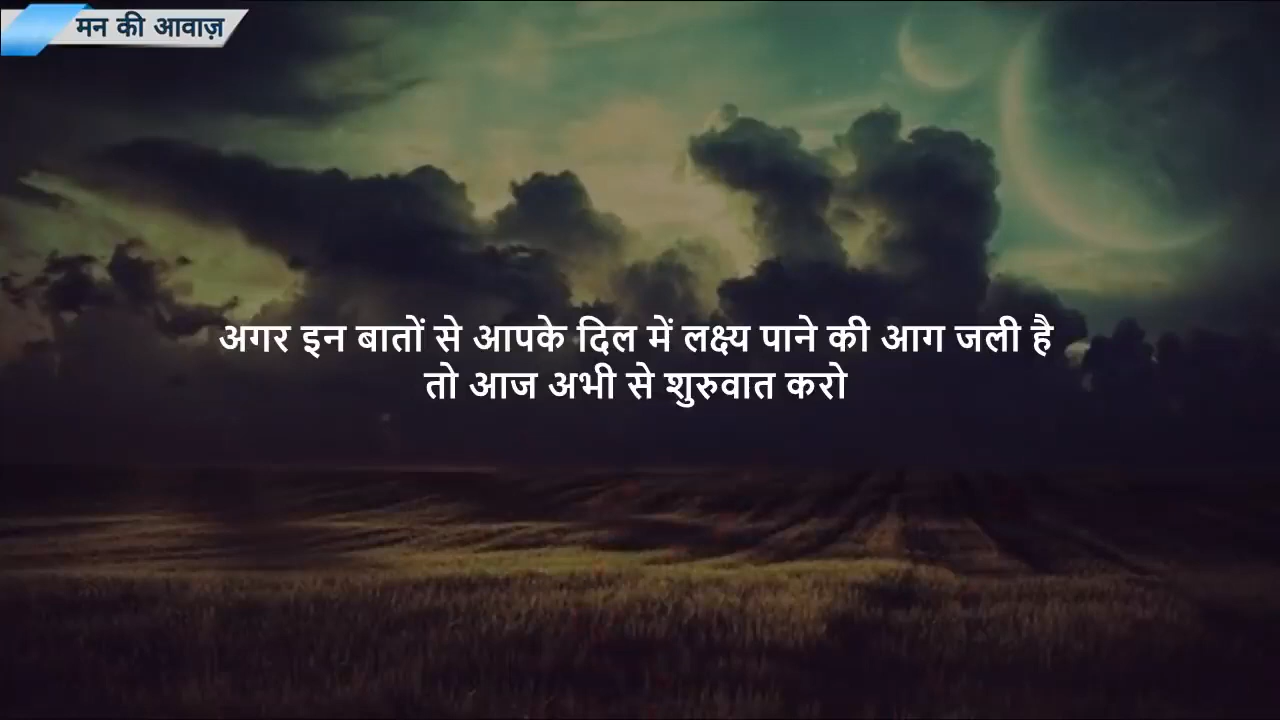 मन की आवाज़
अगर इन बातों से आपके दिल में लक्ष्य पाने की आग जली है
तो आज अभी से शुरुवात करो